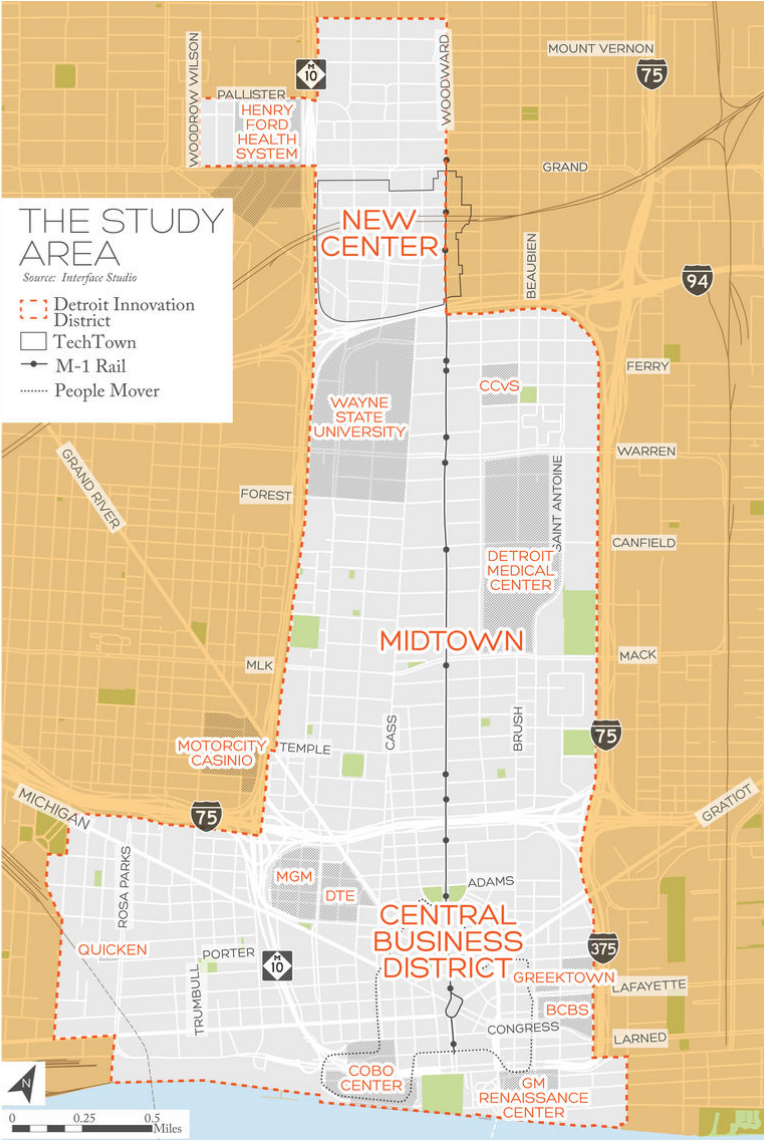 WOODROW WILSON
M
10
WOODWARD
MOUNT VERNON
75
PALLISTER
HENRY
FORD
HEALTH
SYSTEM
GRAND
THE STUDY
AREA
Source: Interface Studio
Detroit Innovation
District
TechTown
M-1 Rail
People Mover
NEW
CENTER
BEAUBIEN
94
FERRY
CCVS
WAYNE
STATE
UNIVERSITY
WARREN
GRAND RIVER
FOREST
SAINT ANTOINE
CANFIELD
DETROIT
MEDICAL
CENTER
MIDTOWN
MACK
MLK
CASS
BRUSH
75
MOTORCITY
CASINIO
TEMPLE
MICHIGAN
75
GRATIOT
ROSA PARKS
MGM
DTE
ADAMS
CENTRAL
BUSINESS
DISTRICT
375
QUICKEN
PORTER
M
10
TRUMBULL
GREEKTOWN
LAFAYETTE
BCBS
CONGRESS
LARNED
COBO
CENTER
GM
RENAISSANCE
CENTER
N
0 0.25 0.5
Miles